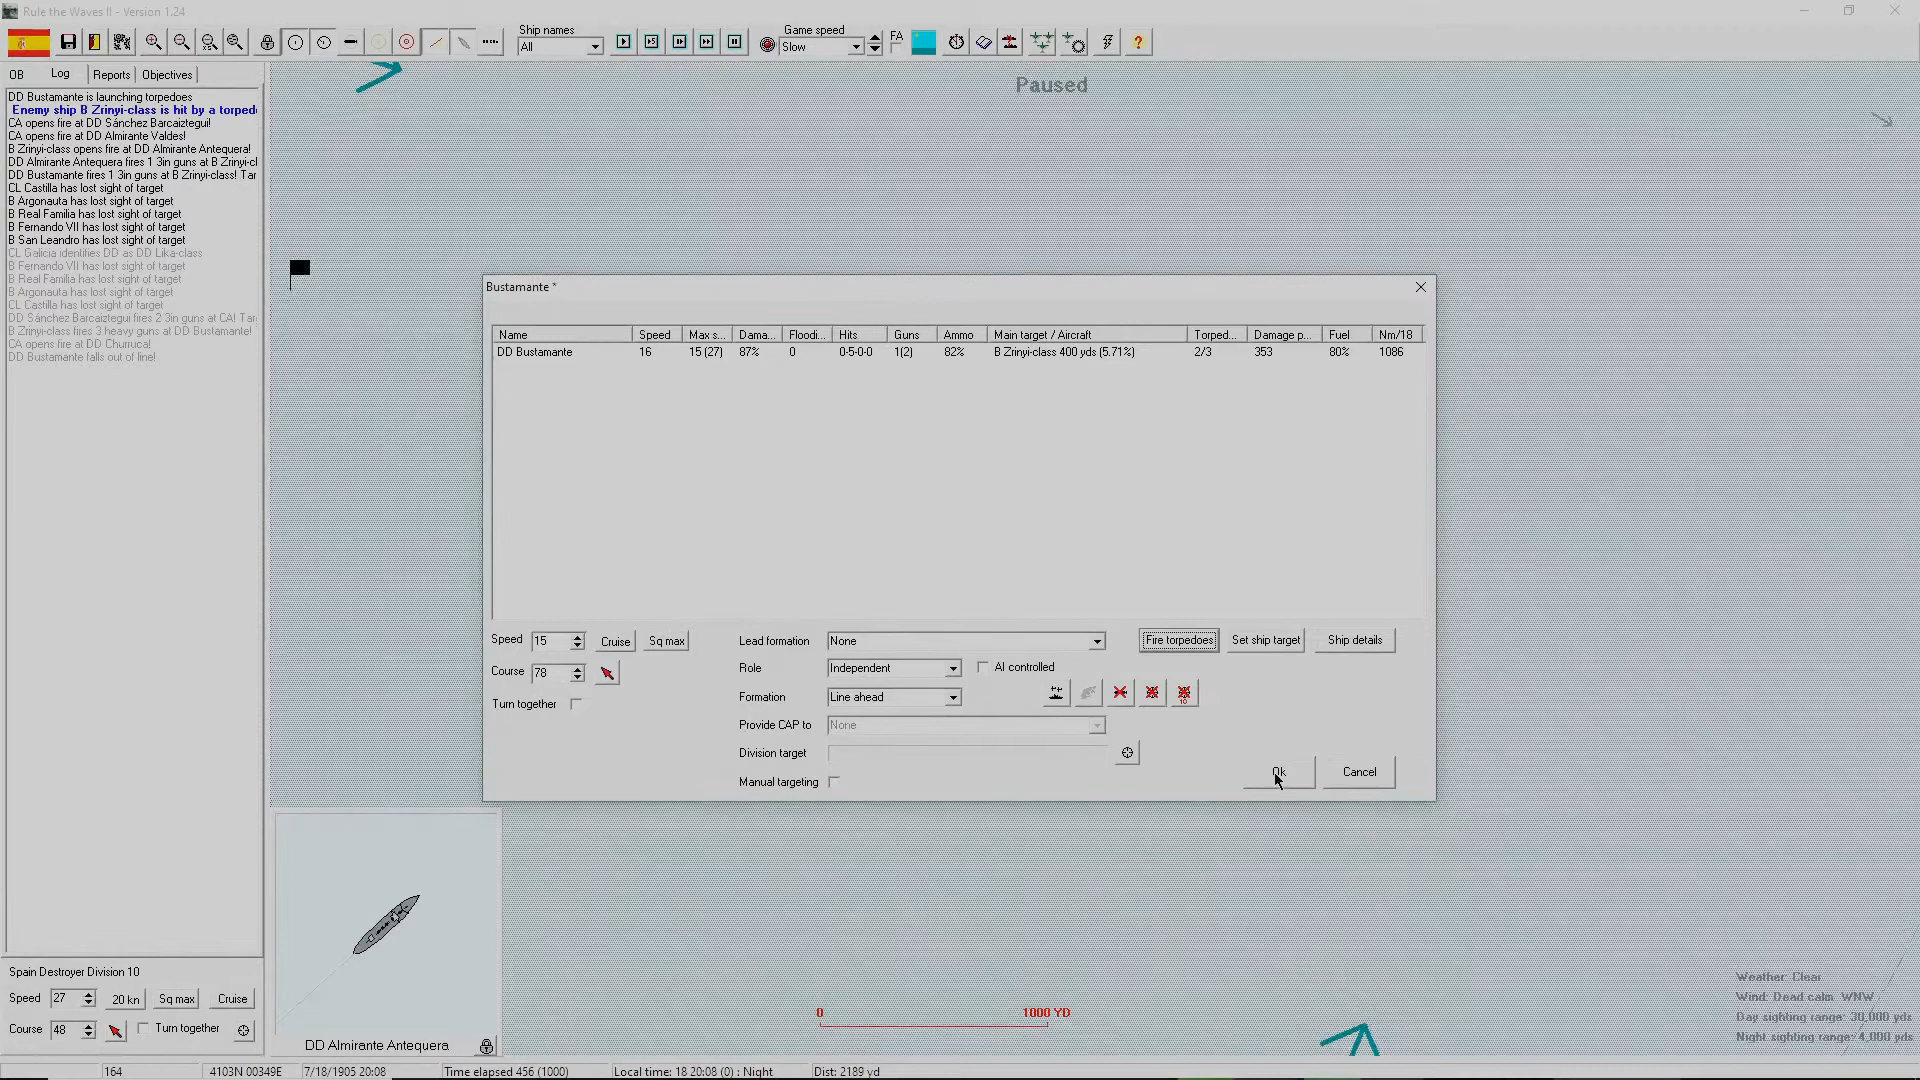 Rule the Waves II - Version 1.24
Ship names
All
Game speed
Slow
FA
OB
Log
Reports
Objectives
Paused
DD Bustamante is launching torpedoes
Enemy ship B Zrinyi-class is hit by a torped
CA opens fire at DD Sánchez Barcaiztegui!
CA opens fire at DD Almirante Valdes!
B Zrinyi-class opens fire at DD Almirante Antequera!
DD Almirante Antequera fires 1 3in guns at B Zrinyi-cl
DD Bustamante fires 1 3in guns at B Zrinyi-class! Tar
CL Castilla has lost sight of target
B Argonauta has lost sight of target
B Real Familia has lost sight of target
B Fernando VII has lost sight of target
B San Leandro has lost sight of target
CL Galicia identifies DD as DD Lika-class
B Fernando VII has lost sight of target
B Real Familia has lost sight of target
B Argonauta has lost sight of target
CL Castilla has lost sight of target
DD Sánchez Barcaiztegui fires 2 3in guns at CA! Tar
B Zrinyi-class fires 3 heavy guns at DD Bustamante!
CA opens fire at DD Churruca!
DD Bustamante falls out of line!
Bustamante *
Name Speed Max s... Dama... Floodi... Hits Guns Ammo Main target / Aircraft Torped... Damage p... Fuel Nm/18
DD Bustamante 16 15 (27) 87% 0 0-5-0-0 1(2) 82% B Zrinyi-class 400 yds (5.71%) 2/3 353 80% 1086
Speed 15 Cruise Sq max
Course 78
Turn together
Lead formation None
Role Independent AI controlled
Formation Line ahead
10
Provide CAP to None
Division target
Manual targeting
Fire torpedoes Set ship target Ship details
Ok Cancel
Spain Destroyer Division 10
Speed 27 20 kn Sq max Cruise
Course 48 Turn together
DD Almirante Antequera
0 1000 YD
Weather: Clear
Wind: Dead calm WNW
Day sighting range: 30,000 yds
Night sighting range: 4,000 yds
164 4103N 00349E 7/18/1905 20:08 Time elapsed 456 (1000) Local time: 18 20:08 (0) : Night Dist: 2189 yd